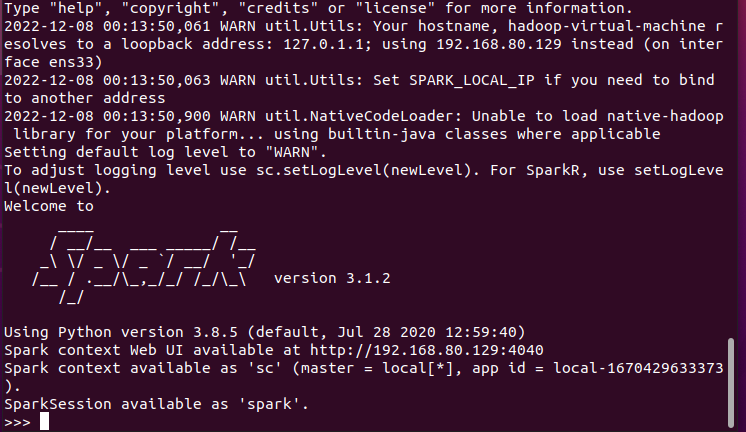 Type "help", "copyright", "credits" or "license" for more information.
2022-12-08 00:13:50,061 WARN util.Utils: Your hostname, hadoop-virtual-machine r
esolves to a loopback address: 127.0.1.1; using 192.168.80.129 instead (on inter
face ens33)
2022-12-08 00:13:50,063 WARN util.Utils: Set SPARK_LOCAL_IP if you need to bind
to another address
2022-12-08 00:13:50,900 WARN util.NativeCodeLoader: Unable to load native-hadoop
 library for your platform... using builtin-java classes where applicable
Setting default log level to "WARN".
To adjust logging level use sc.setLogLevel(newLevel). For SparkR, use setLogLeve
l(newLevel).
Welcome to
      ____              __
     / __/__  ___ _____/ /__
    _\ \/ _ \/ _ `/ __/  '_/
   /__ / .__/\_,_/_/ /_/\_\   version 3.1.2
      /_/
Using Python version 3.8.5 (default, Jul 28 2020 12:59:40)
Spark context Web UI available at http://192.168.80.129:4040
Spark context available as 'sc' (master = local[*], app id = local-1670429633373
).
SparkSession available as 'spark'.
>>>